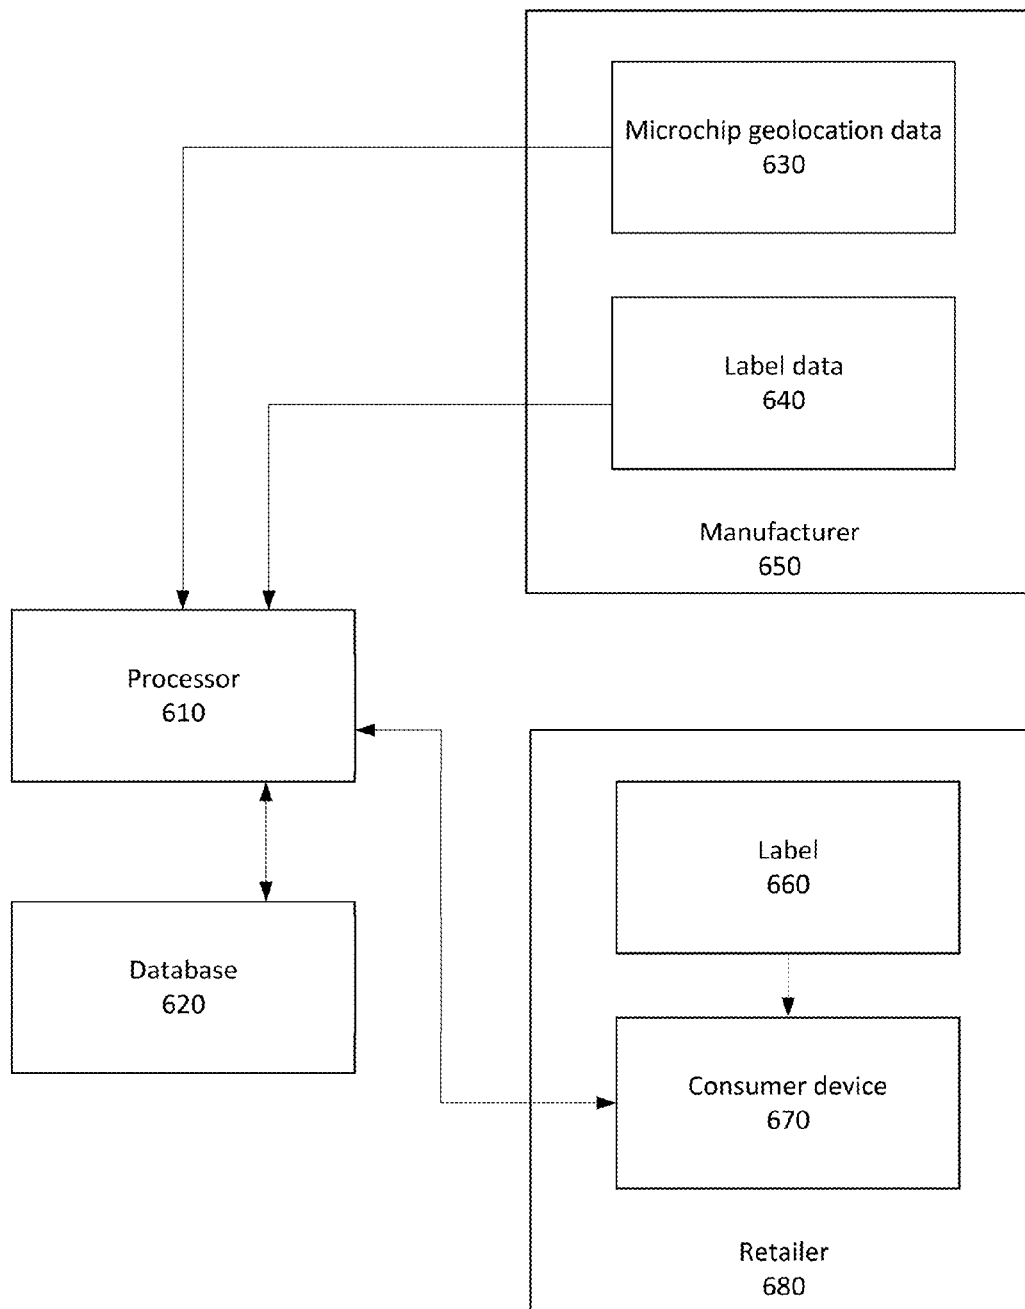 Microchip geolocation data
630
Label data
640
Manufacturer
650
Processor
610
Label
660
Database
620
Consumer device
670
Retailer
680